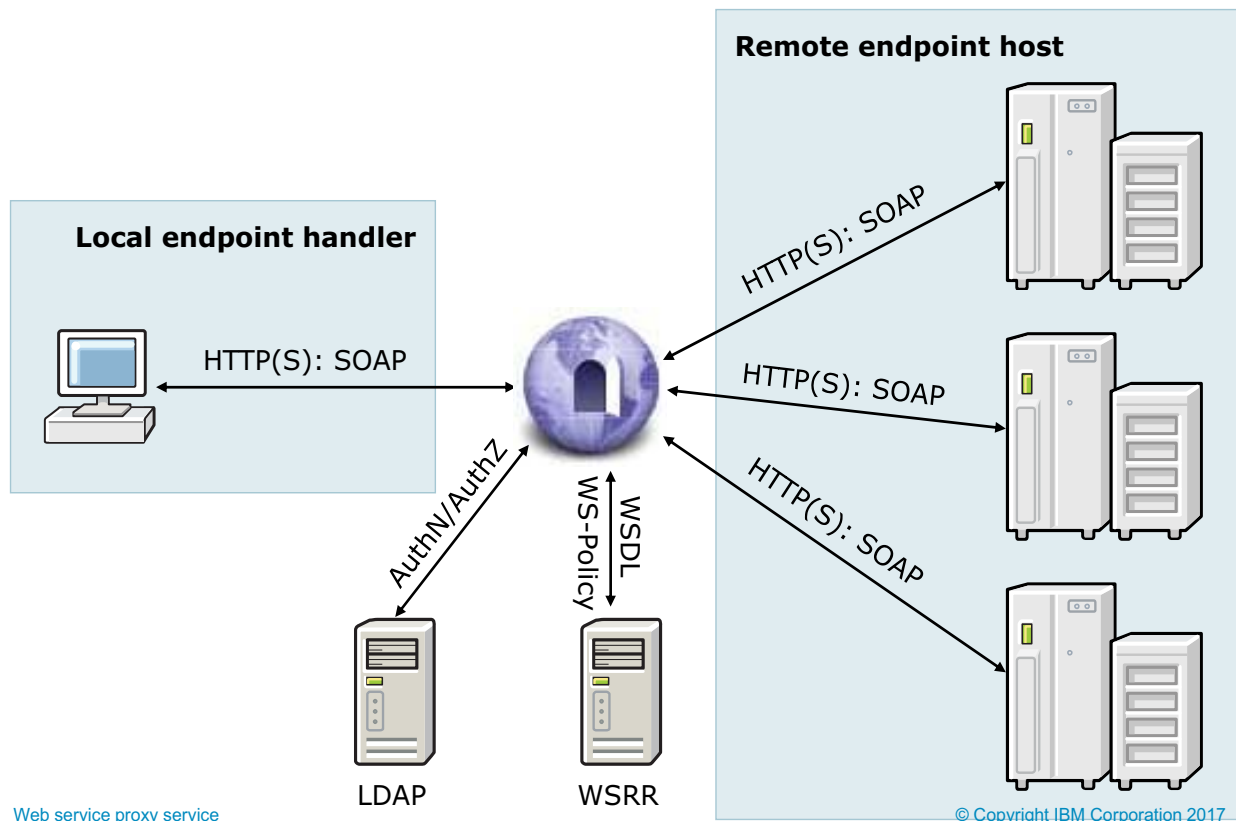 Remote endpoint host
Local endpoint handler
HTTP(S): SOAP
HTTP(S): SOAP
HTTP(S): SOAP
HTTP(S): SOAP
AuthN/AuthZ
WSDL
WS-Policy
LDAP
WSRR
Web service proxy service
© Copyright IBM Corporation 2017